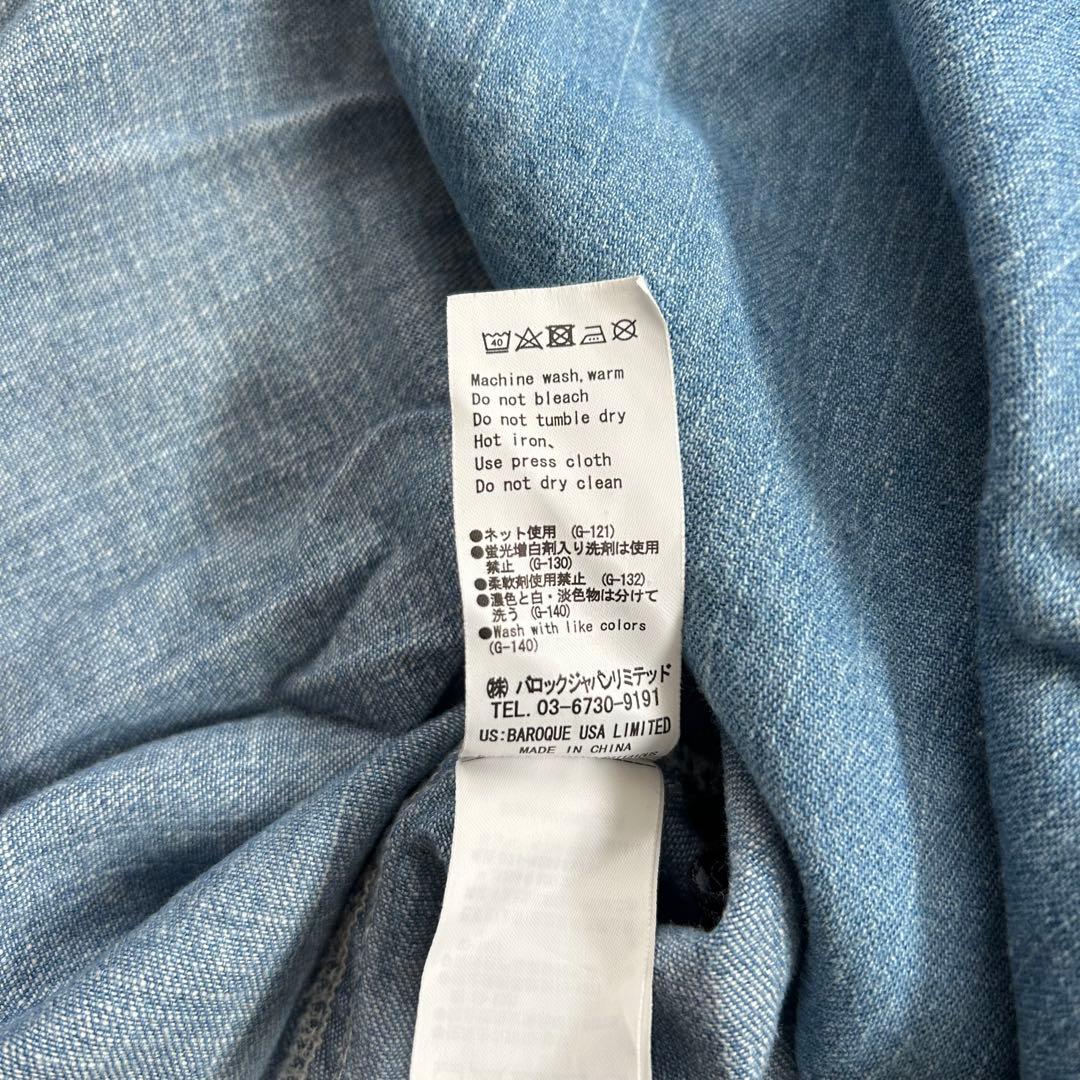 40
Machine wash,warm
Do not bleach
Do not tumble dry
Hot iron、
Use press cloth
Do not dry clean
●ネット使用 (G-121)
●蛍光増白剤入り洗剤は使用
禁止 (G-130)
●柔軟剤使用禁止 (G-132)
●濃色と白・淡色物は分けて
洗う (G-140)
●Wash with like colors
(G-140)
㈱ バロックジャパンリミテッド
TEL. 03-6730-9191
US:BAROQUE USA LIMITED
MADE IN CHINA